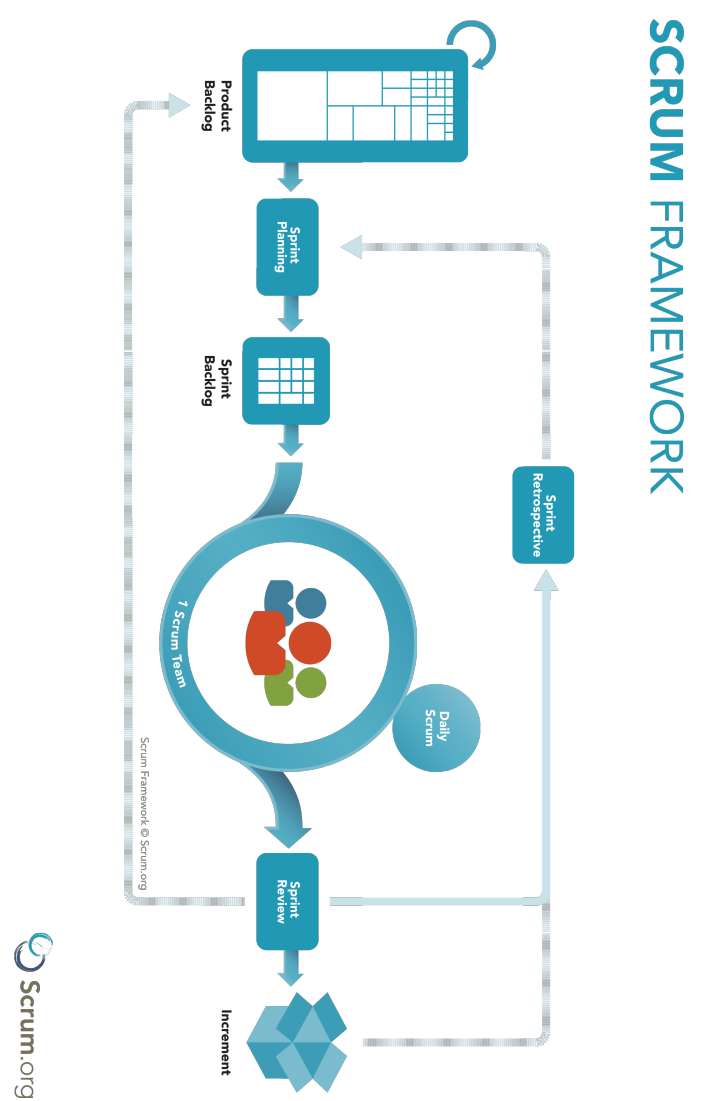 SCRUM FRAMEWORK
Sprint
Retrospective
Daily
Scrum
Sprint
Planning
Sprint
Review
Product
Backlog
Sprint
Backlog
1 Scrum Team
Increment
Scrum Framework © Scrum.org
Scrum.org